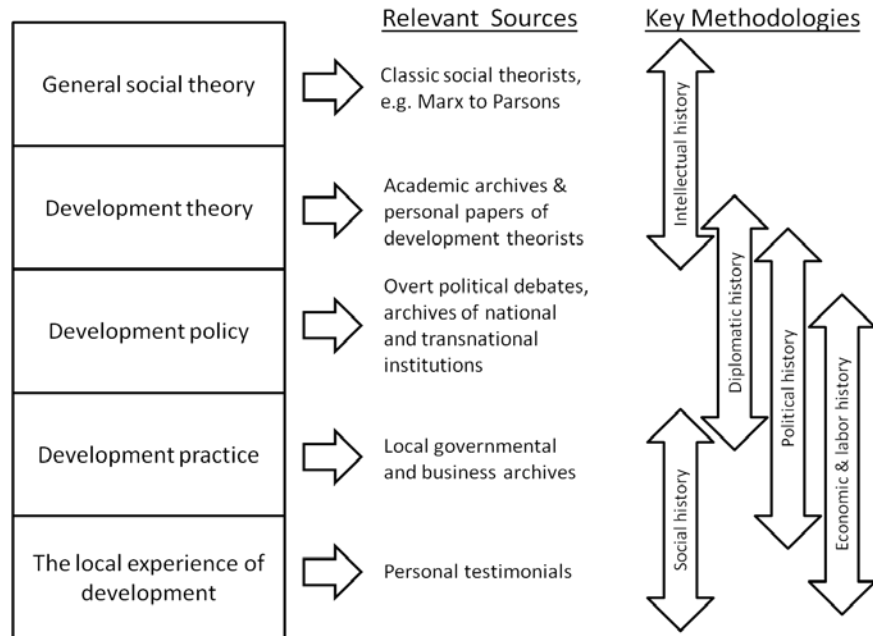 Relevant Sources
Key Methodologies
General social theory
Classic social theorists,
e.g. Marx to Parsons
Development theory
Academic archives &
personal papers of
development theorists
Development policy
Overt political debates,
archives of national
and transnational
institutions
Development practice
Local governmental
and business archives
The local experience of
development
Personal testimonials
Intellectual history
Diplomatic history
Political history
Economic & labor history
Social history